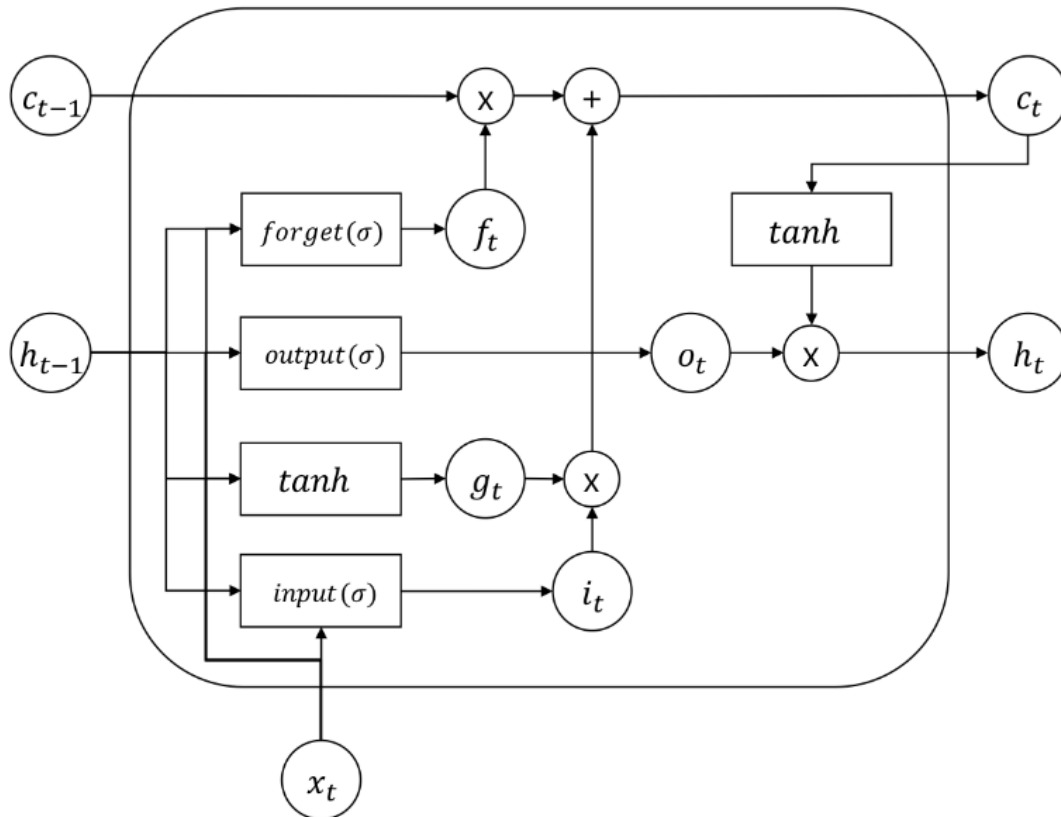 c_{t−1}
x
+
c_t
forget(σ)
f_t
tanh
h_{t−1}
output(σ)
o_t
x
h_t
tanh
g_t
x
input(σ)
i_t
x_t